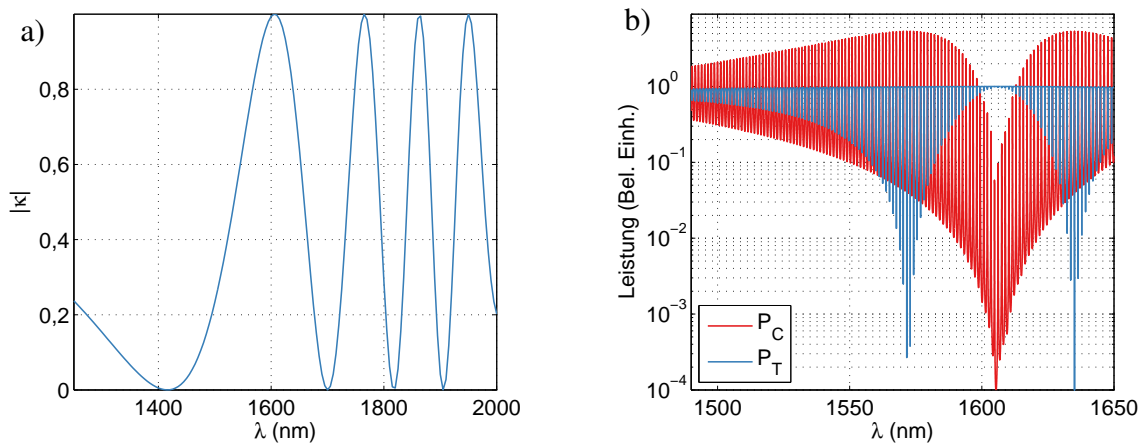 a)
|κ|
0,8
0,6
0,4
0,2
0
1400
1600
1800
2000
λ (nm)
b)
Leistung (Bel. Einh.)
10^0
10^−1
10^−2
10^−3
10^−4
1500
1550
1600
1650
λ (nm)
P_C
P_T